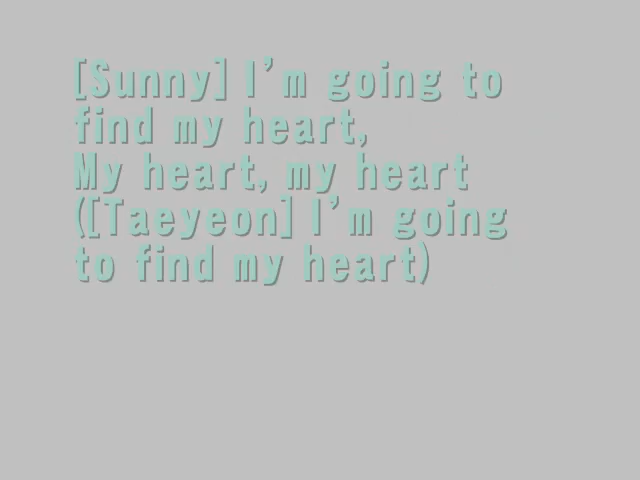 [Sunny] I'm going to
find my heart,
My heart, my heart
([Taeyeon] I'm going
to find my heart)